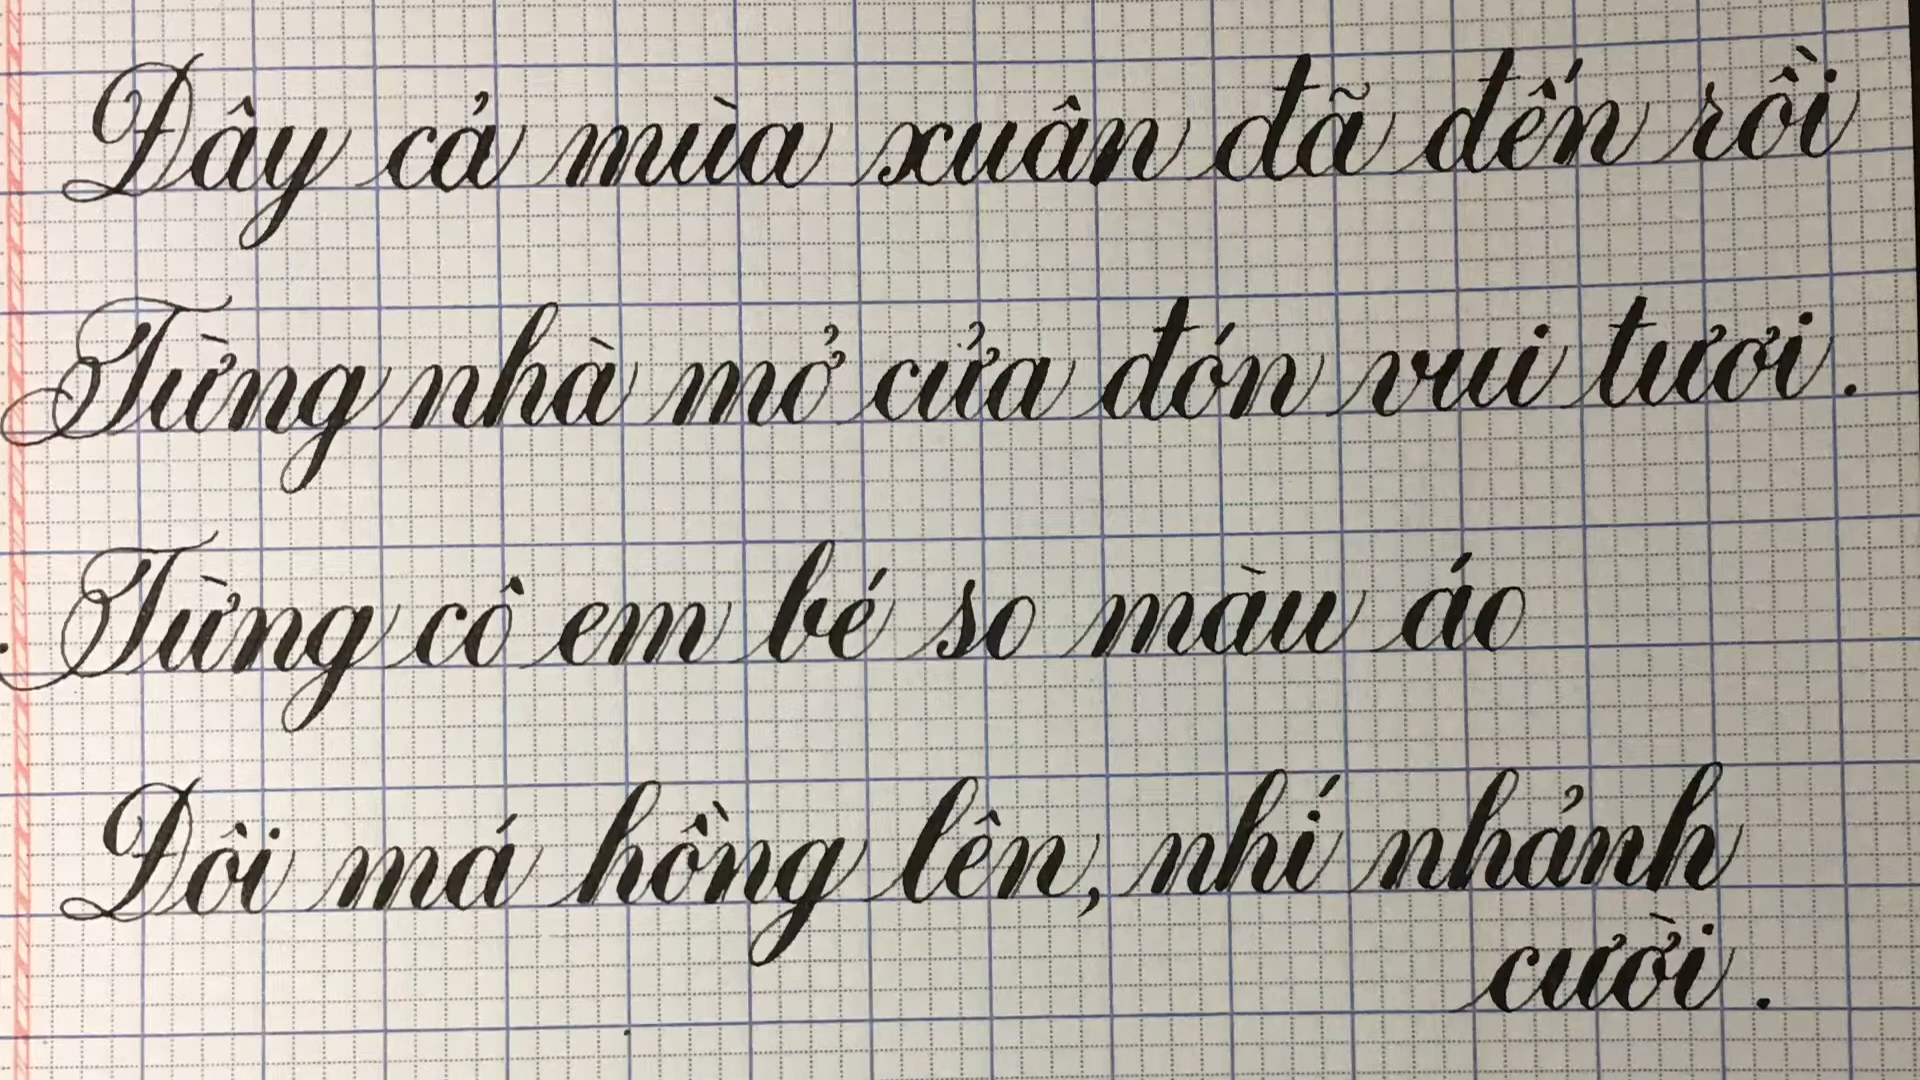 Đây cả mùa xuân đã đến rồi
Từng nhà mở cửa đón vui tươi.
Từng cô em bé so màu áo
Đôi má hồng lên, nhí nhảnh
cười.